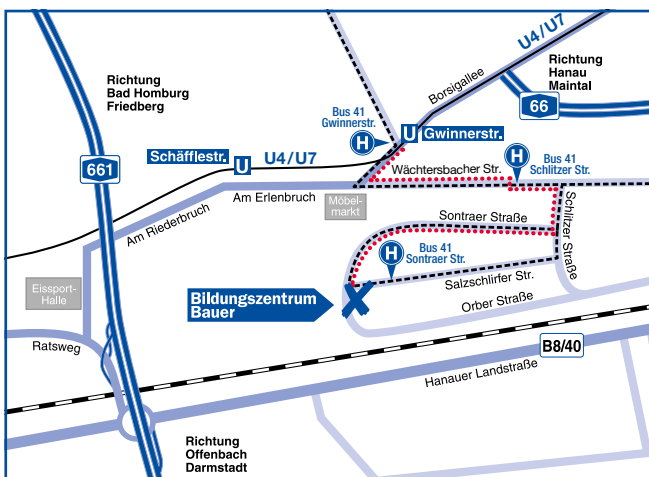 U4/U7
Richtung
Bad Homburg
Friedberg
Richtung
Hanau
Maintal
Borsigallee
66
Bus 41
Gwinnerstr.
H
U
Gwinnerstr.
Schäfflestr.
U
U4/U7
661
Bus 41
Schlitzer Str.
H
Wächtersbacher Str.
Am Erlenbruch
Möbel-
markt
Am Riederbruch
Sontraer Straße
Schlitzer Straße
H
Bus 41
Sontraer Str.
Salzschlirfer Str.
Orber Straße
Eissport-
Halle
Bildungszentrum
Bauer
Ratsweg
B8/40
Hanauer Landstraße
Richtung
Offenbach
Darmstadt